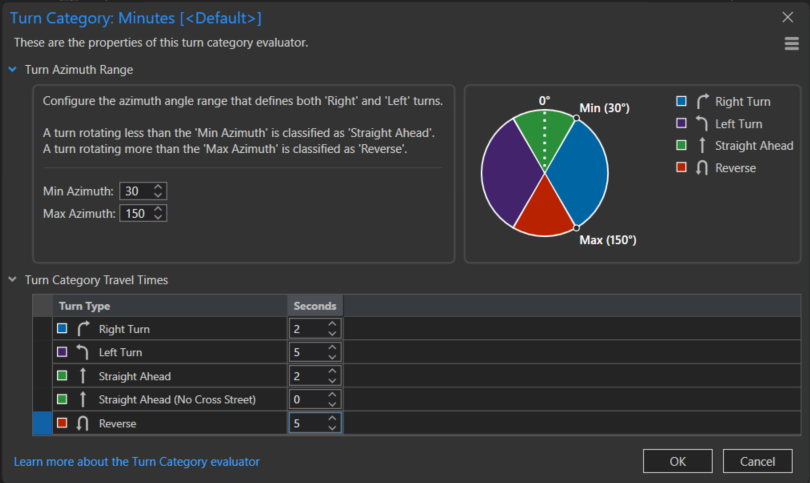 Turn Category: Minutes [<Default>]
These are the properties of this turn category evaluator.
Turn Azimuth Range
Configure the azimuth angle range that defines both 'Right' and 'Left' turns.
A turn rotating less than the 'Min Azimuth' is classified as 'Straight Ahead'.
A turn rotating more than the 'Max Azimuth' is classified as 'Reverse'.
Min Azimuth: 30
Max Azimuth: 150
0°
Min (30°)
Max (150°)
Right Turn
Left Turn
Straight Ahead
Reverse
Turn Category Travel Times
Turn Type Seconds
Right Turn 2
Left Turn 5
Straight Ahead 2
Straight Ahead (No Cross Street) 0
Reverse 5
Learn more about the Turn Category evaluator
OK Cancel